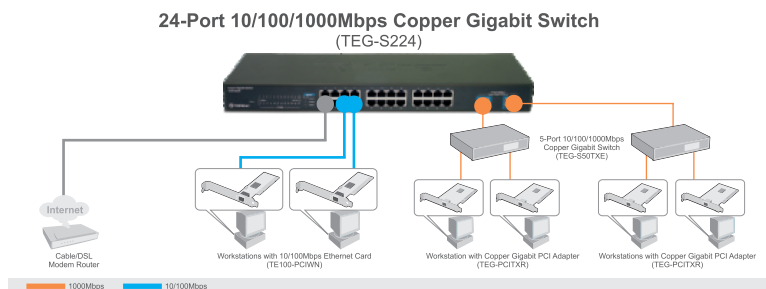 24-Port 10/100/1000Mbps Copper Gigabit Switch
(TEG-S224)
5-Port 10/100/1000Mbps
Copper Gigabit Switch
(TEG-S50TXE)
Internet
Cable/DSL
Modem Router
Workstations with 10/100Mbps Ethernet Card
(TE100-PCIWN)
Workstation with Copper Gigabit PCI Adapter
(TEG-PCITXR)
Workstations with Copper Gigabit PCI Adapter
(TEG-PCITXR)
1000Mbps
10/100Mbps